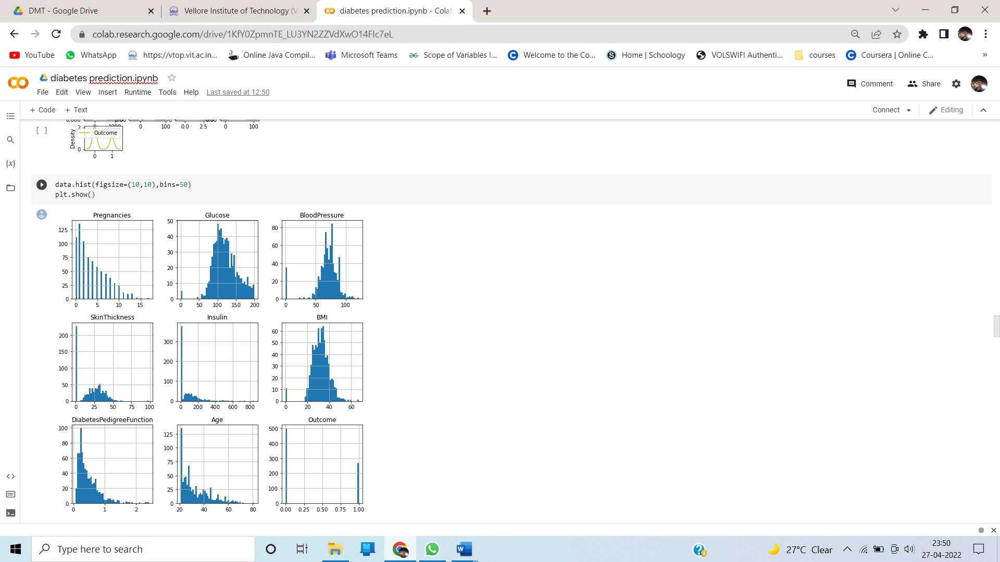 DMT - Google Drive
Vellore Institute of Technology (V
diabetes prediction.ipynb - Colab
colab.research.google.com/drive/1KfY0ZpmnTE_LU3YN2ZZVdXwO14FIc7eL
YouTube WhatsApp https://vtop.vit.ac.in... Online Java Compil... Microsoft Teams Scope of Variables I... Welcome to the Co... Home | Schoology VOLSWIFI Authenti... courses Coursera | Online C... »
diabetes prediction.ipynb
Comment Share
File Edit View Insert Runtime Tools Help Last saved at 12:50
+ Code + Text
Connect Editing
0 1000 0 100 0.0 2.5 0 100
[ ]
Density
2
0
Outcome
0 1
data.hist(figsize=(10,10),bins=50)
plt.show()
Pregnancies
125
100
75
50
25
0
0 5 10 15
Glucose
50
40
30
20
10
0
0 50 100 150 200
BloodPressure
80
60
40
20
0
0 50 100
SkinThickness
200
150
100
50
0
0 25 50 75 100
Insulin
300
200
100
0
0 200 400 600 800
BMI
60
50
40
30
20
10
0
0 20 40 60
DiabetesPedigreeFunction
100
80
60
40
20
0
0 1 2
Age
125
100
75
50
25
0
20 40 60 80
Outcome
500
400
300
200
100
0
0.00 0.25 0.50 0.75 1.00
{x}
<>
Type here to search
27°C Clear
23:50
27-04-2022